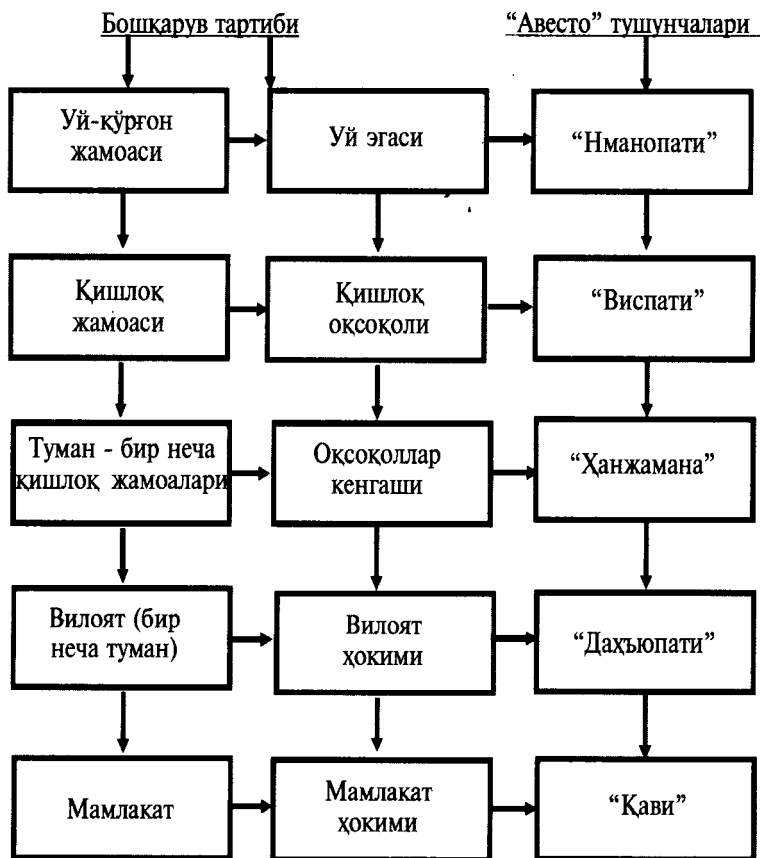 Бошқарув тартиби
“Авесто” тушунчалари
Уй-қўрғон
жамоаси
Уй эгаси
“Нманопати”
Қишлоқ
жамоаси
Қишлоқ
оқсоқоли
“Виспати”
Туман - бир неча
қишлоқ жамоалари
Оқсоқоллар
кенгаши
“Ҳанжамана”
Вилоят (бир
неча туман)
Вилоят
ҳокими
“Даҳъюпати”
Мамлакат
Мамлакат
ҳокими
“Қави”